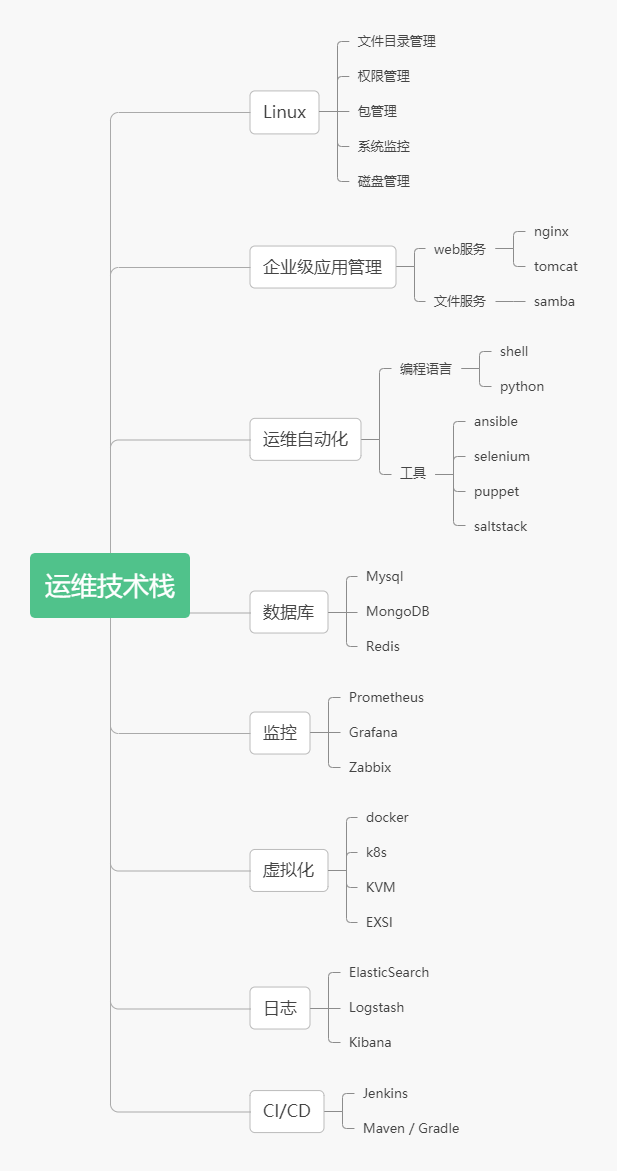 运维技术栈
Linux
文件目录管理
权限管理
包管理
系统监控
磁盘管理
企业级应用管理
web服务
nginx
tomcat
文件服务
samba
运维自动化
编程语言
shell
python
工具
ansible
selenium
puppet
saltstack
数据库
Mysql
MongoDB
Redis
监控
Prometheus
Grafana
Zabbix
虚拟化
docker
k8s
KVM
EXSI
日志
ElasticSearch
Logstash
Kibana
CI/CD
Jenkins
Maven / Gradle